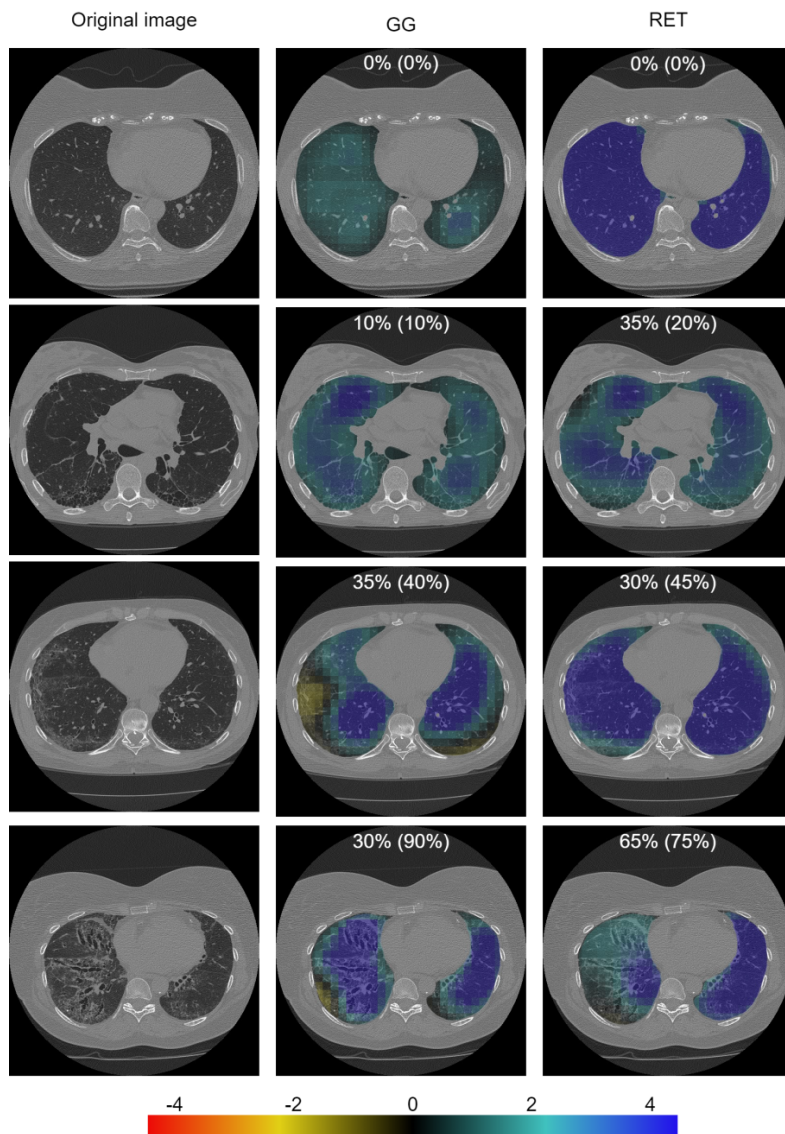 Original image GG RET
0% (0%) 0% (0%)
10% (10%) 35% (20%)
35% (40%) 30% (45%)
30% (90%) 65% (75%)
-4 -2 0 2 4